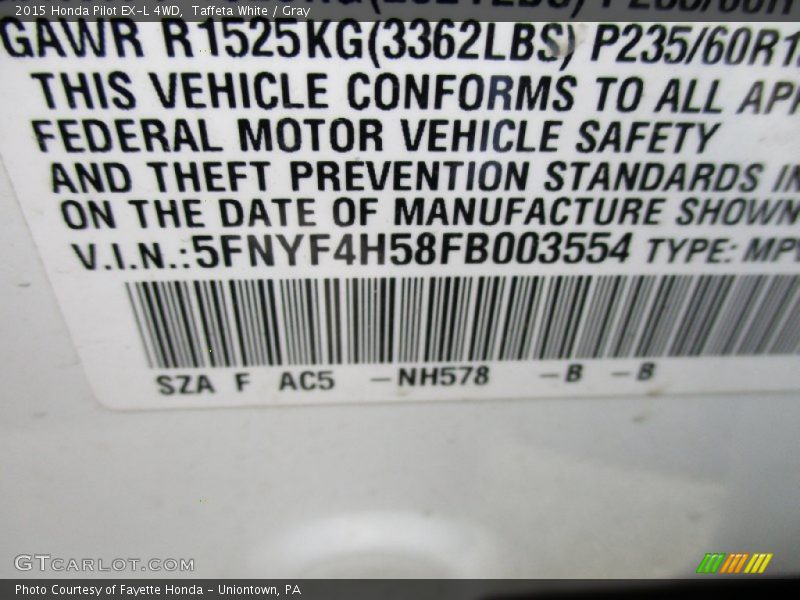 2015 Honda Pilot EX-L 4WD, Taffeta White / Gray
GAWR R1525KG(3362LBS) P235/60R1
THIS VEHICLE CONFORMS TO ALL
FEDERAL MOTOR VEHICLE SAFETY
AND THEFT PREVENTION STANDARDS
ON THE DATE OF MANUFACTURE SHOWN
V.I.N.:5FNYF4H58FB003554 TYPE: MPV
SZA F AC5 -NH578 -B -B
GTCARLOT.COM
Photo Courtesy of Fayette Honda - Uniontown, PA